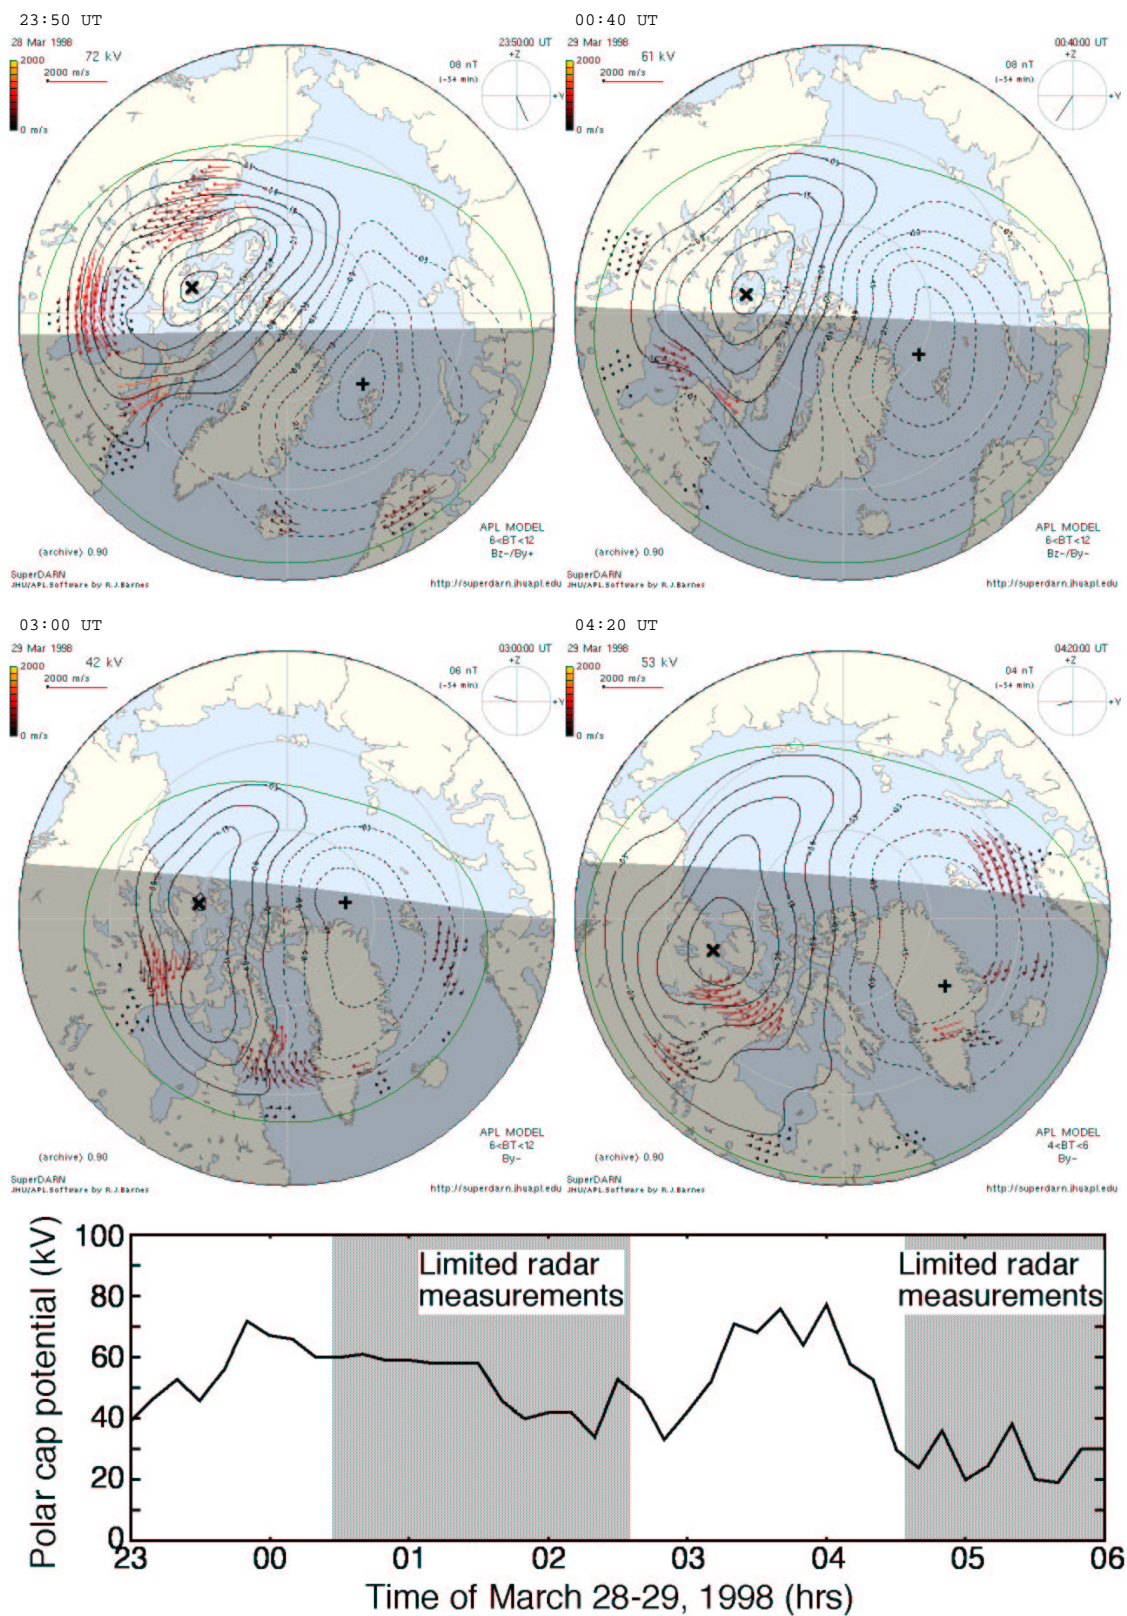 23:50 UT
28 Mar 1998
72 kV
23:50:00 UT
2000
2000 m/s
0 m/s
08 nT
(-54 min)
+Z
+Y
APL MODEL
6<BT<12
Bz-/By+
(archive) 0.90
SuperDARN
JHU/APL Software by R.J.Barnes
http://superdarn.jhuapl.edu
00:40 UT
29 Mar 1998
61 kV
00:40:00 UT
2000
2000 m/s
0 m/s
08 nT
(-54 min)
+Z
+Y
APL MODEL
6<BT<12
Bz-/By-
(archive) 0.90
SuperDARN
JHU/APL Software by R.J.Barnes
http://superdarn.jhuapl.edu
03:00 UT
29 Mar 1998
42 kV
03:00:00 UT
2000
2000 m/s
0 m/s
06 nT
(-54 min)
+Z
+Y
APL MODEL
6<BT<12
By-
(archive) 0.90
SuperDARN
JHU/APL Software by R.J.Barnes
http://superdarn.jhuapl.edu
04:20 UT
29 Mar 1998
53 kV
04:20:00 UT
2000
2000 m/s
0 m/s
04 nT
(-54 min)
+Z
+Y
APL MODEL
4<BT<6
By-
(archive) 0.90
SuperDARN
JHU/APL Software by R.J.Barnes
http://superdarn.jhuapl.edu
Polar cap potential (kV)
100
80
60
40
20
0
Limited radar
measurements
Limited radar
measurements
23 00 01 02 03 04 05 06
Time of March 28-29, 1998 (hrs)